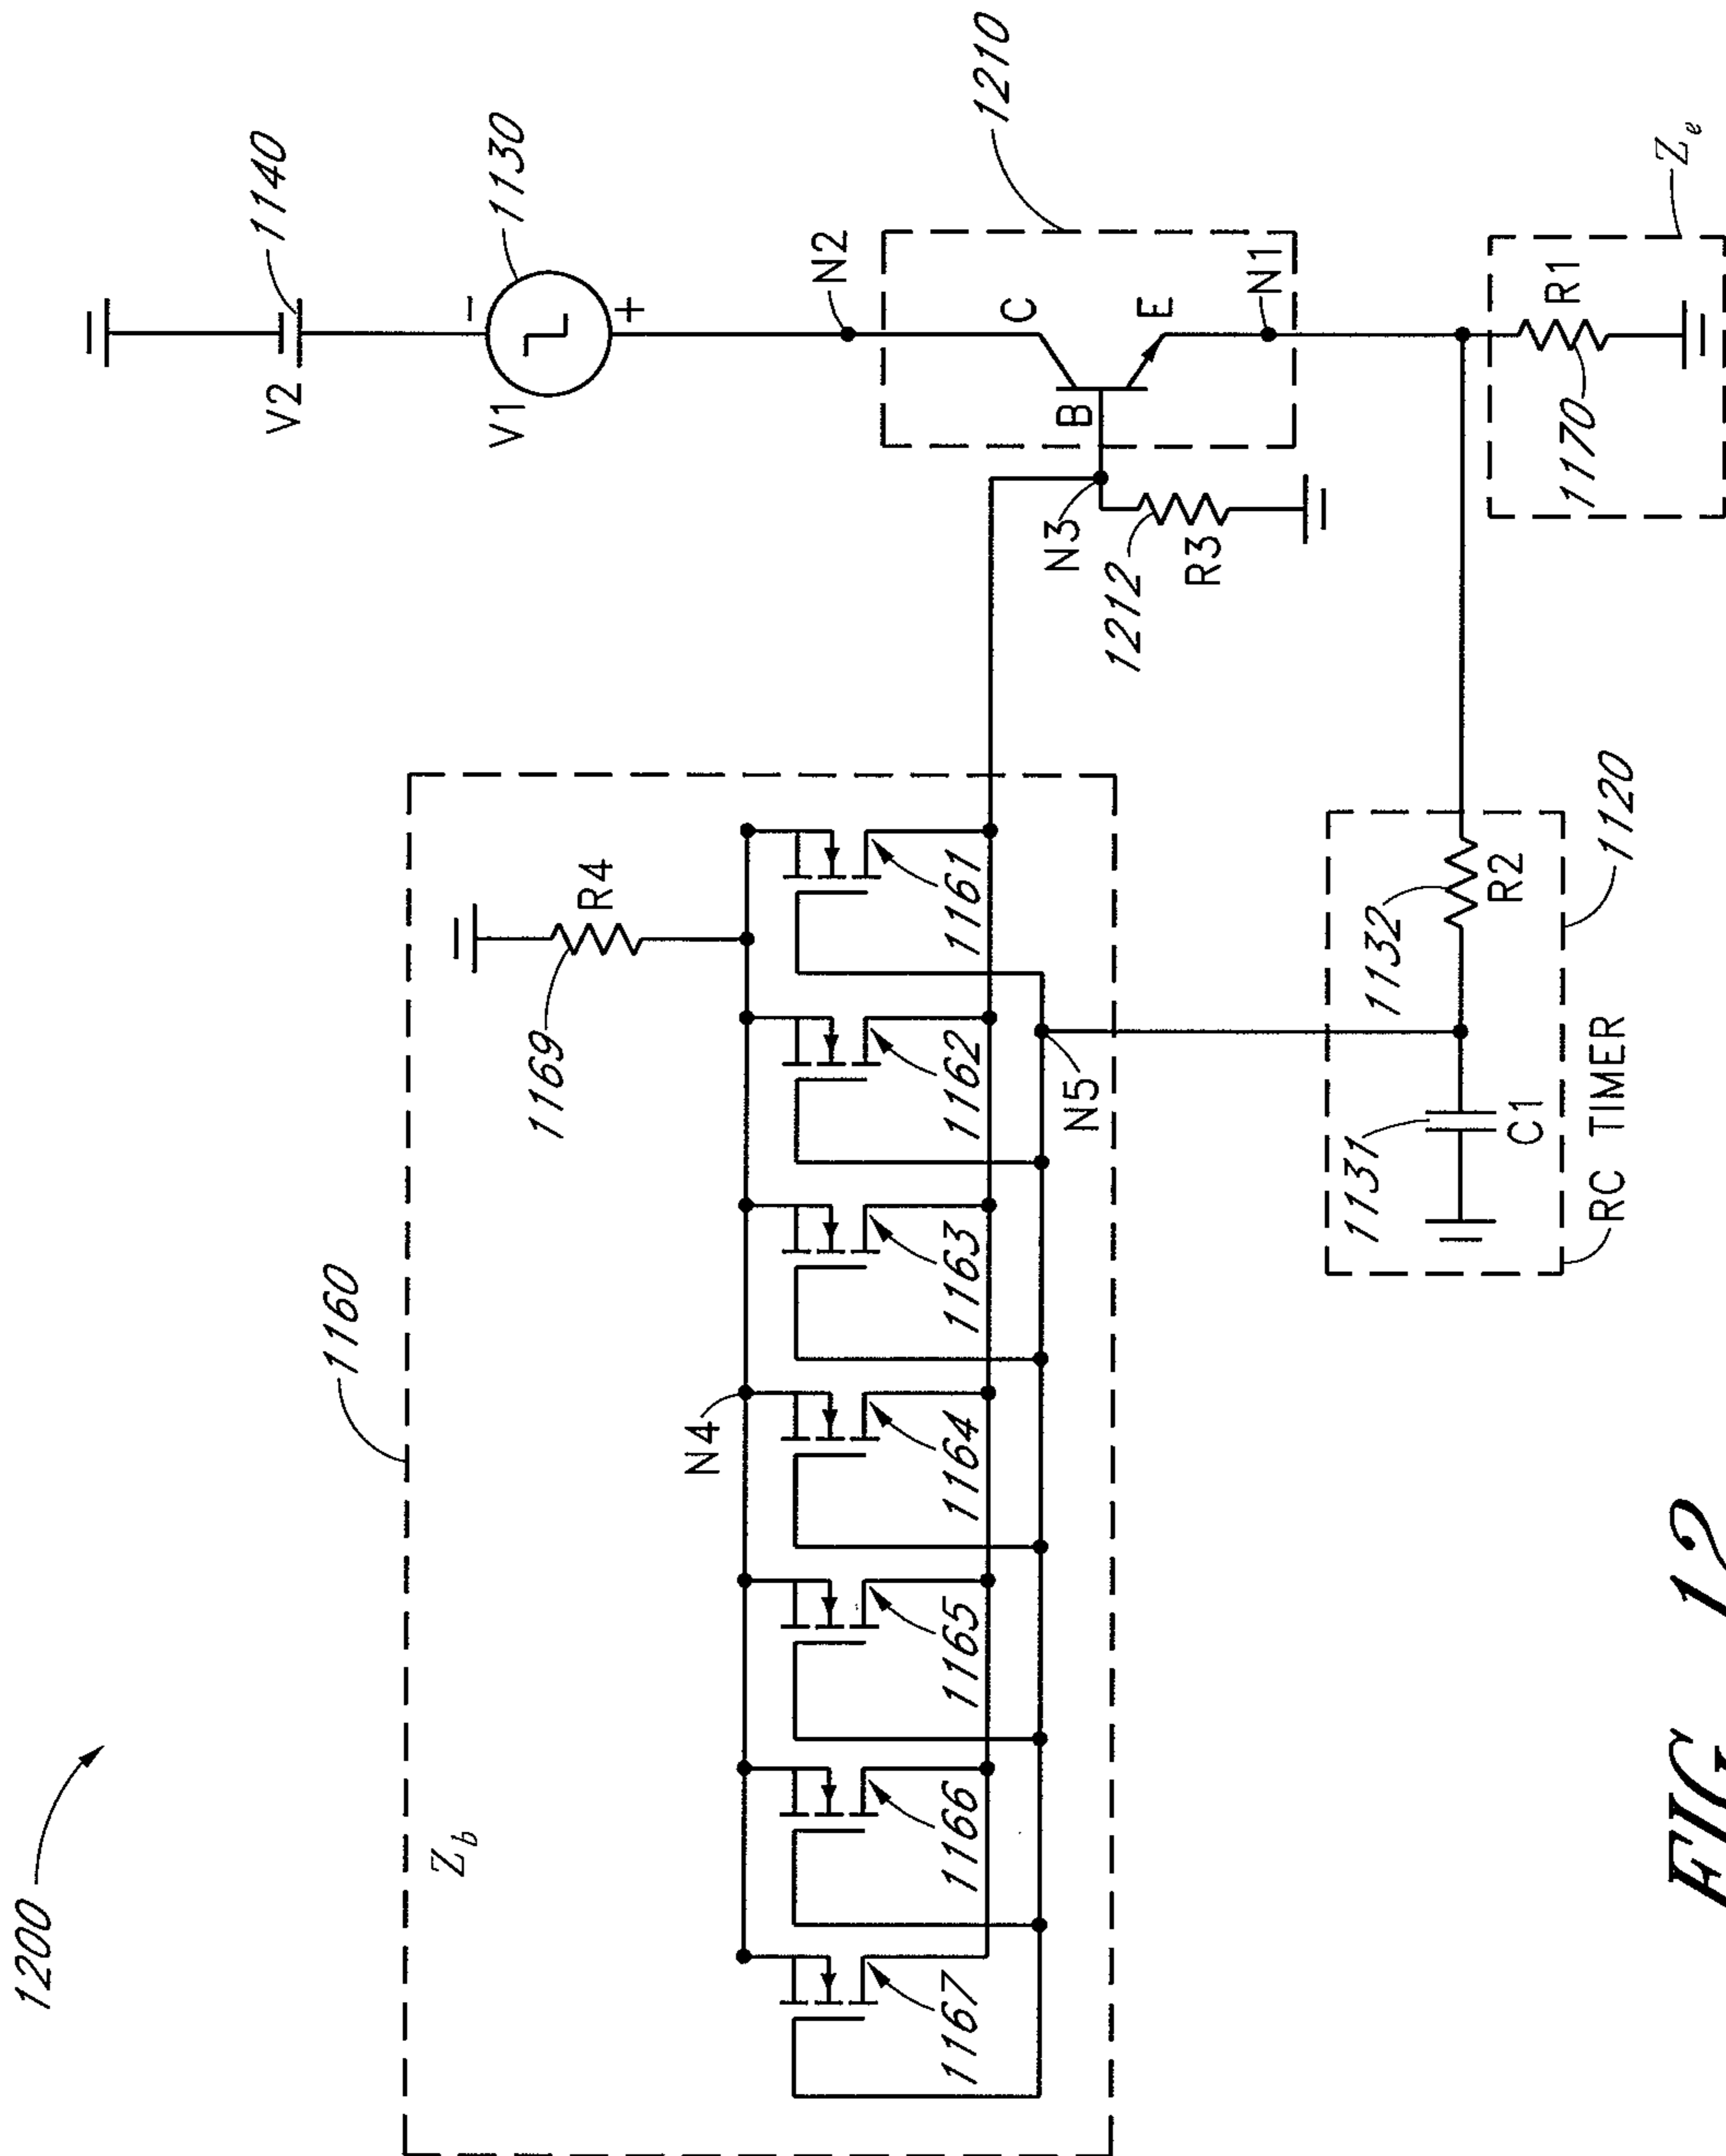 1200
1160
Z_b
N4
1169
R4
1167
1166
1165
1164
1163
1162
1161
N5
V2
1140
V1
−
1130
+
N2
1210
C
B
E
N1
N3
1212
R3
Z_e
R1
1170
1120
1132
R2
1131
C1
RC TIMER
FIG. 12